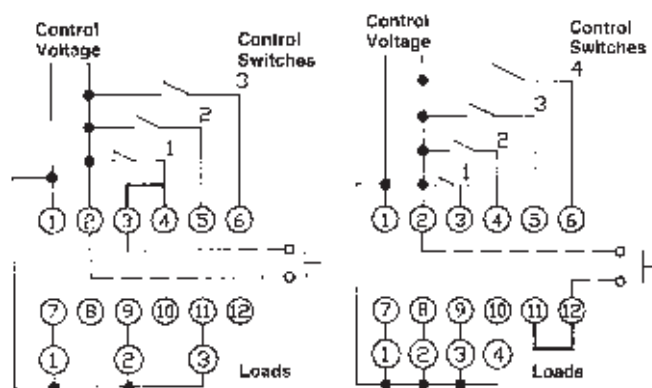 Control
Voltage
Control
Switches
3
2
1
1 2 3 4 5 6
7 8 9 10 11 12
1 2 3 Loads
Control
Voltage
Control
Switches
4
3
2
1
1 2 3 4 5 6
7 8 9 10 11 12
1 2 3 4 Loads